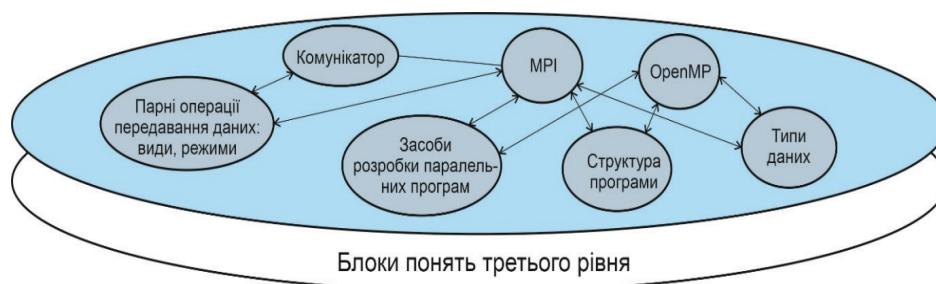 Комунікатор
MPI
OpenMP
Парні операції
передавання даних:
види, режими
Засоби
розробки паралель-
них програм
Структура
програми
Типи
даних
Блоки понять третього рівня